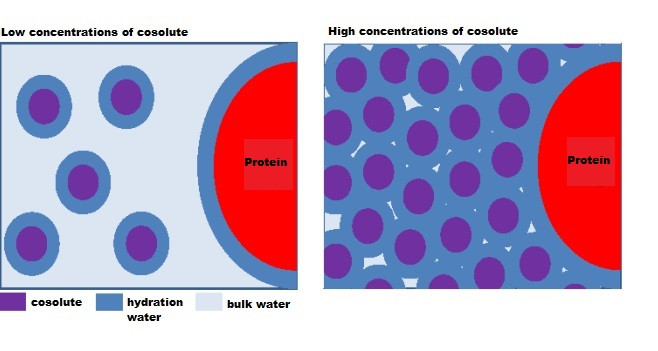 Low concentrations of cosolute
High concentrations of cosolute
Protein
Protein
cosolute
hydration
water
bulk water